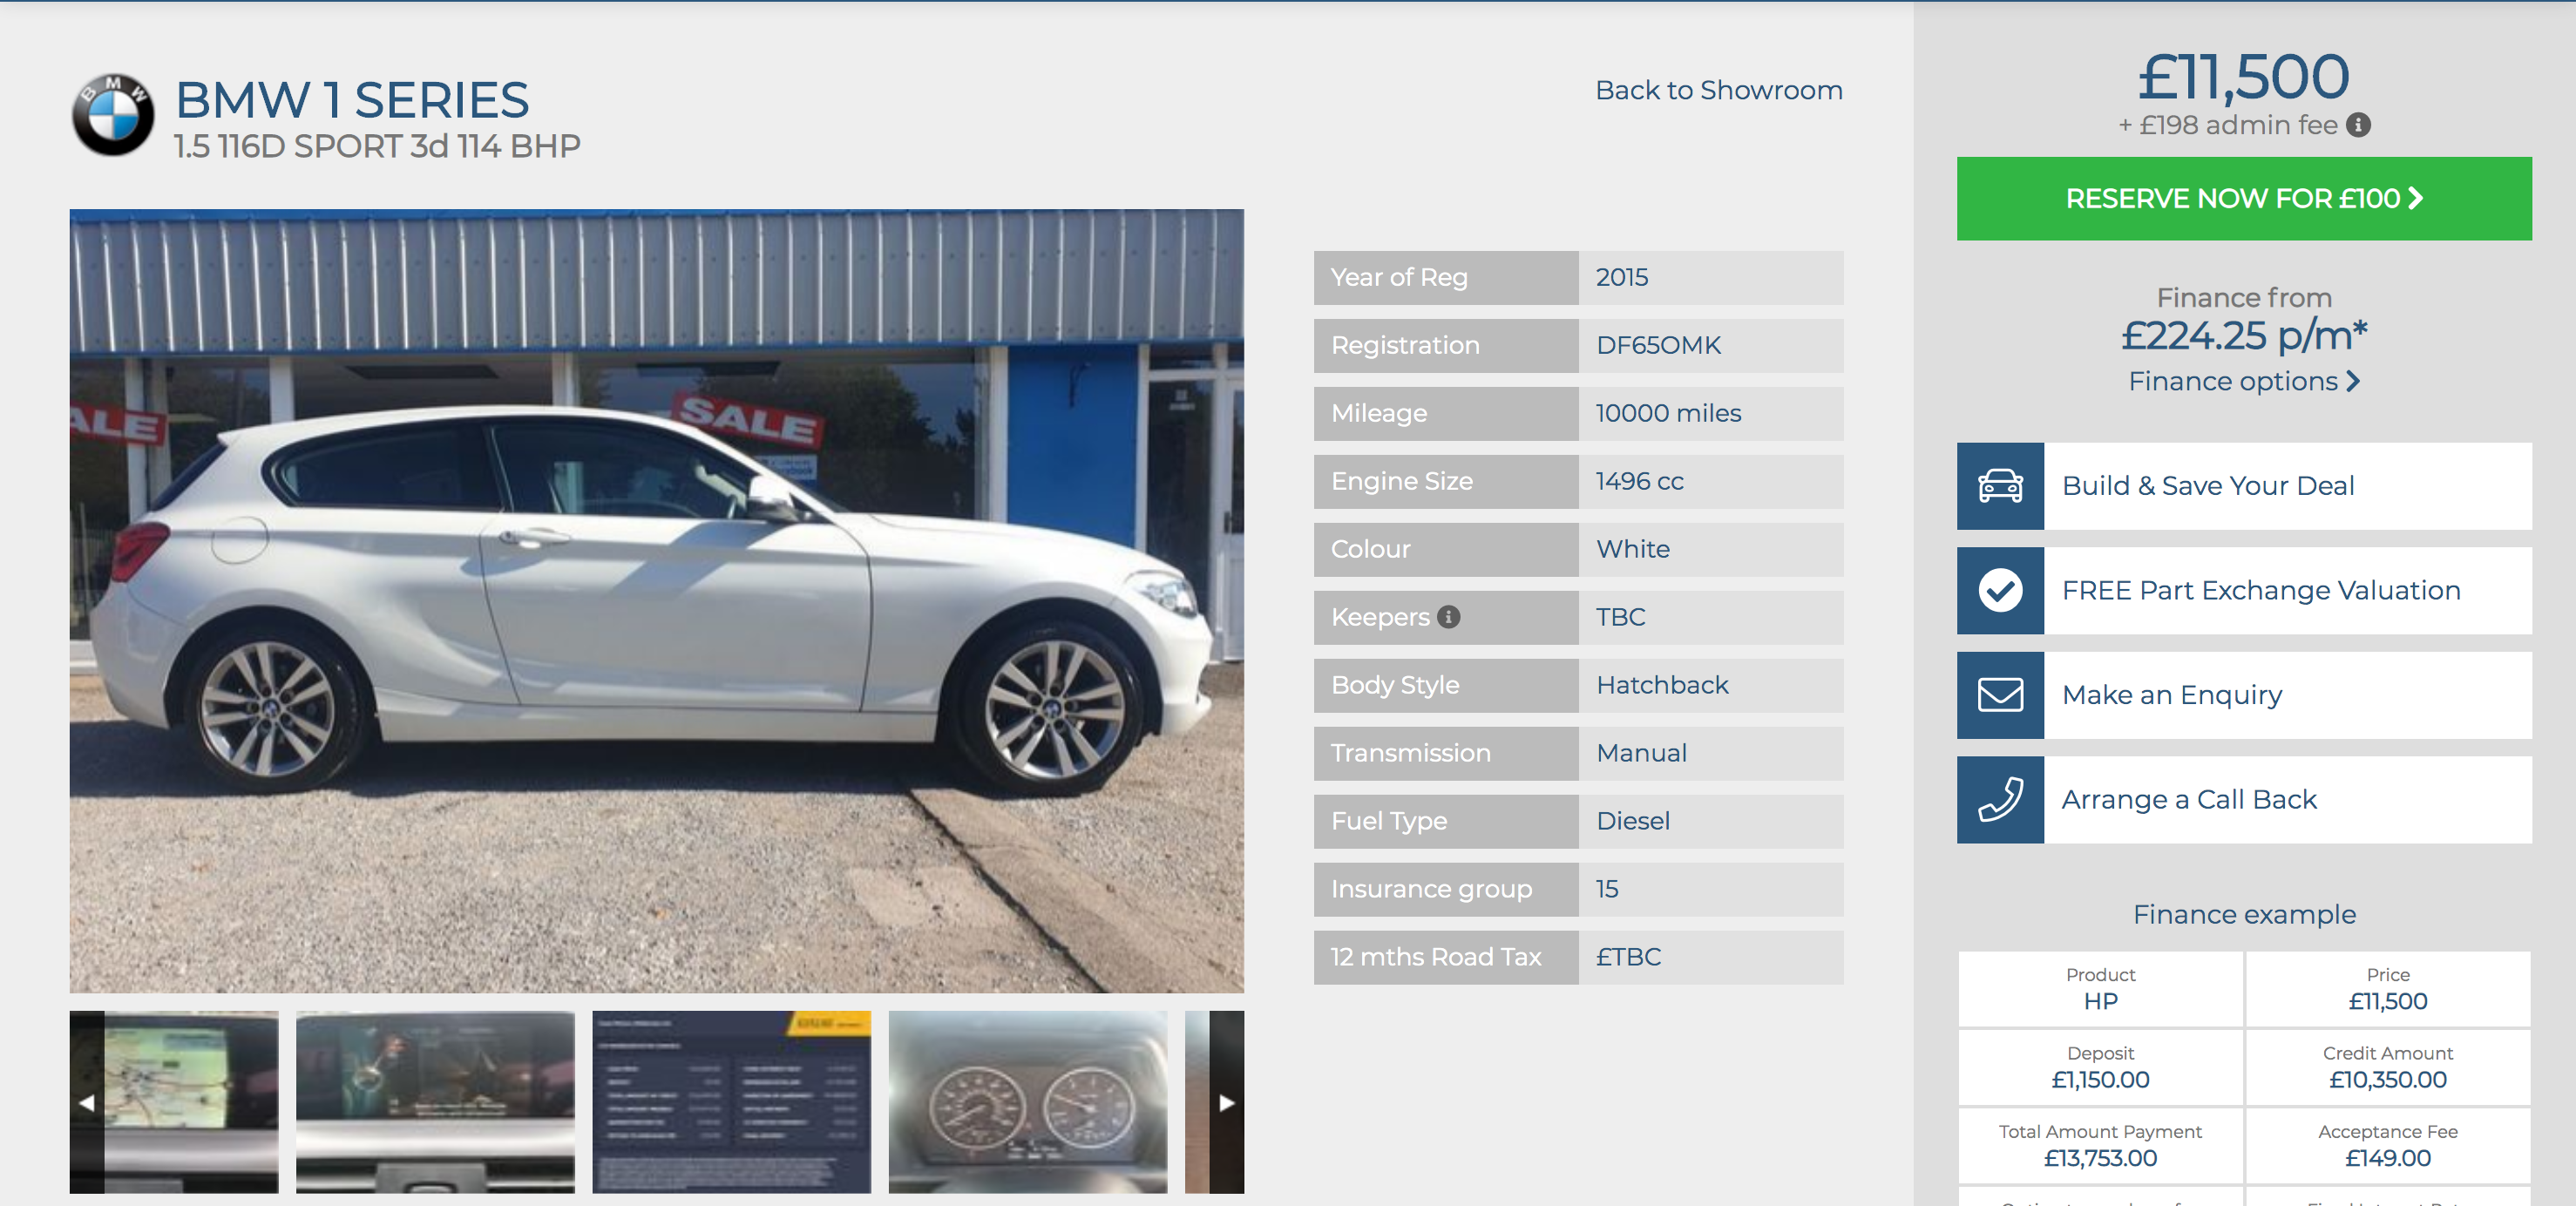 BMW 1 SERIES
1.5 116D SPORT 3d 114 BHP
Back to Showroom
ALE
SALE
Year of Reg 2015
Registration DF65OMK
Mileage 10000 miles
Engine Size 1496 cc
Colour White
Keepers TBC
Body Style Hatchback
Transmission Manual
Fuel Type Diesel
Insurance group 15
12 mths Road Tax £TBC
£11,500
+ £198 admin fee
RESERVE NOW FOR £100
Finance from
£224.25 p/m*
Finance options
Build & Save Your Deal
FREE Part Exchange Valuation
Make an Enquiry
Arrange a Call Back
Finance example
Product Price
HP £11,500
Deposit Credit Amount
£1,150.00 £10,350.00
Total Amount Payment Acceptance Fee
£13,753.00 £149.00